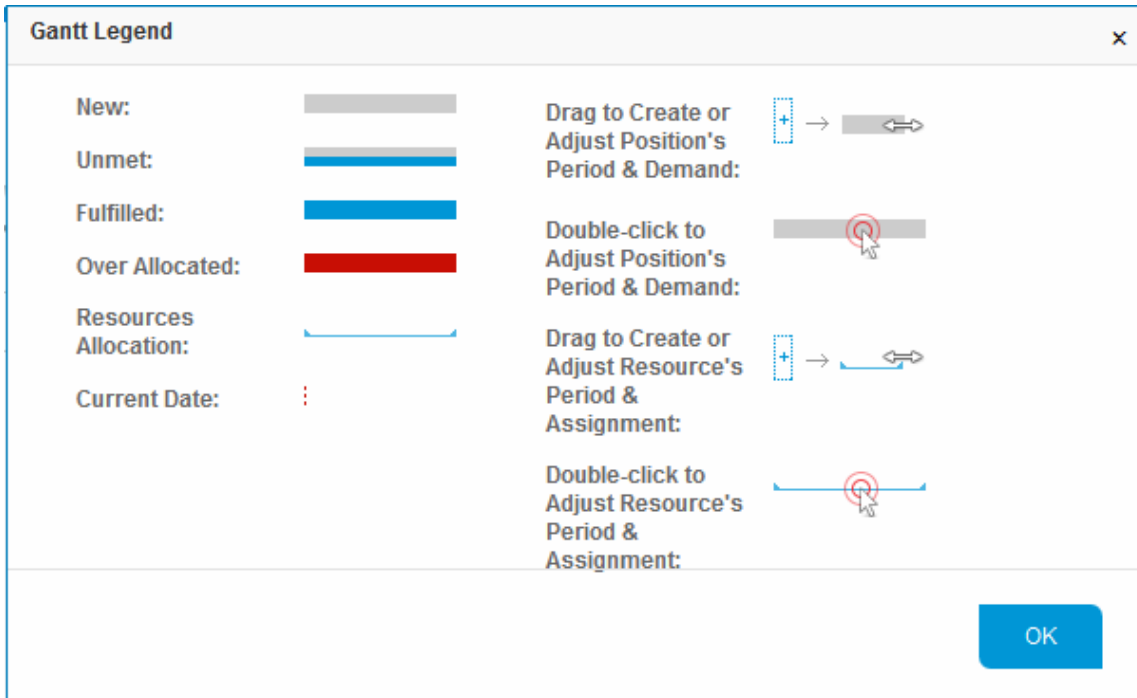 Gantt Legend
×
New:
Unmet:
Fulfilled:
Over Allocated:
Resources
Allocation:
Current Date:
Drag to Create or
Adjust Position's
Period & Demand:
Double-click to
Adjust Position's
Period & Demand:
Drag to Create or
Adjust Resource's
Period &
Assignment:
Double-click to
Adjust Resource's
Period &
Assignment:
OK